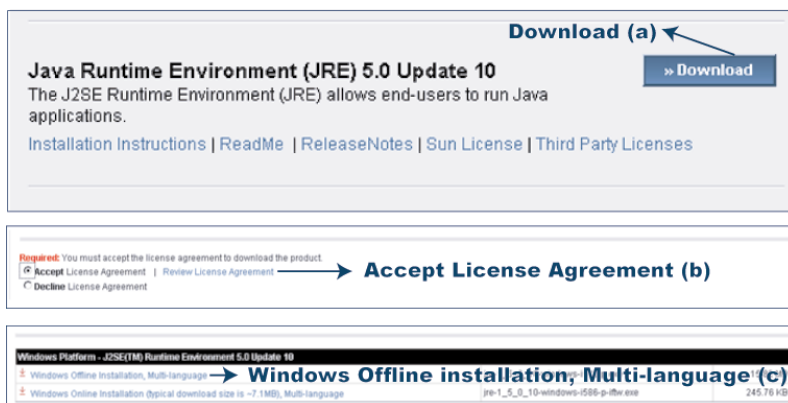 Download (a)
Java Runtime Environment (JRE) 5.0 Update 10
» Download
The J2SE Runtime Environment (JRE) allows end-users to run Java
applications.
Installation Instructions | ReadMe | ReleaseNotes | Sun License | Third Party Licenses
Required: You must accept the license agreement to download the product.
Accept License Agreement | Review License Agreement
Accept License Agreement (b)
Decline License Agreement
Windows Platform - J2SE(TM) Runtime Environment 5.0 Update 10
Windows Offline Installation, Multi-language
Windows Offline installation, Multi-language (c)
Windows Online Installation (typical download size is ~7.1MB), Multi-language jre-1_5_0_10-windows-i586-p-iftw.exe 245.76 KB